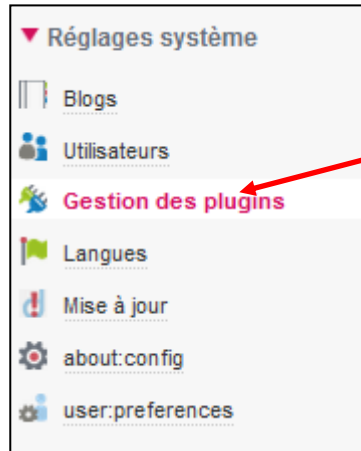 Réglages système
Blogs
Utilisateurs
Gestion des plugins
Langues
Mise à jour
about:config
user:preferences